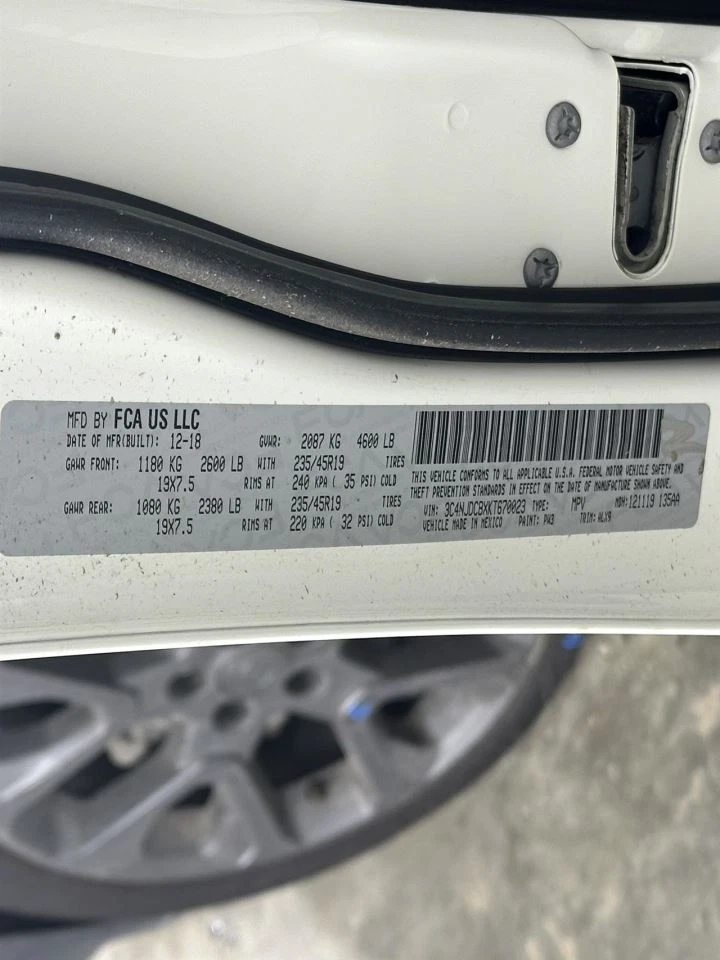 MFD BY FCA US LLC
DATE OF MFR(BUILT): 12-18 GVWR: 2087 KG 4600 LB
GAWR FRONT: 1180 KG 2600 LB WITH 235/45R19 TIRES
19X7.5 RIMS AT 240 KPA ( 35 PSI) COLD
GAWR REAR: 1080 KG 2380 LB WITH 235/45R19 TIRES
19X7.5 RIMS AT 220 KPA ( 32 PSI) COLD
THIS VEHICLE CONFORMS TO ALL APPLICABLE U.S.A. FEDERAL MOTOR VEHICLE SAFETY AND
THEFT PREVENTION STANDARDS IN EFFECT ON THE DATE OF MANUFACTURE SHOWN ABOVE.
VIN: 3C4NJDCBXKT670023 TYPE: MPV MDH: 121119 135AA
MADE IN MEXICO PAINT: PW3 TRIM: ALX9